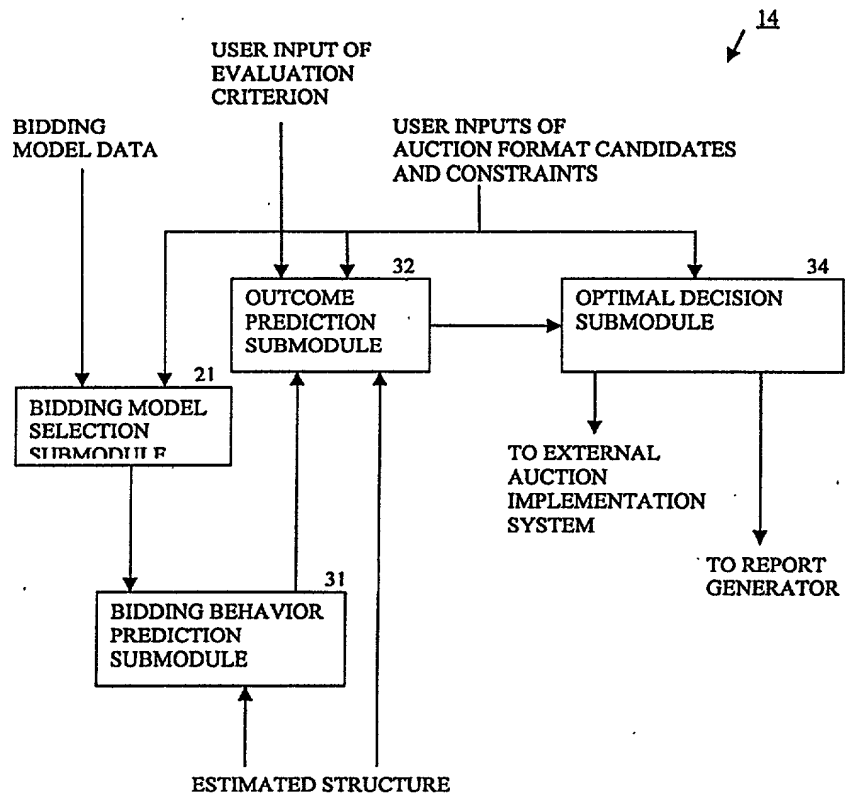 14
USER INPUT OF
EVALUATION
CRITERION
BIDDING
MODEL DATA
USER INPUTS OF
AUCTION FORMAT CANDIDATES
AND CONSTRAINTS
32
OUTCOME
PREDICTION
SUBMODULE
34
OPTIMAL DECISION
SUBMODULE
21
BIDDING MODEL
SELECTION
SUBMODULE
TO EXTERNAL
AUCTION
IMPLEMENTATION
SYSTEM
TO REPORT
GENERATOR
31
BIDDING BEHAVIOR
PREDICTION
SUBMODULE
ESTIMATED STRUCTURE